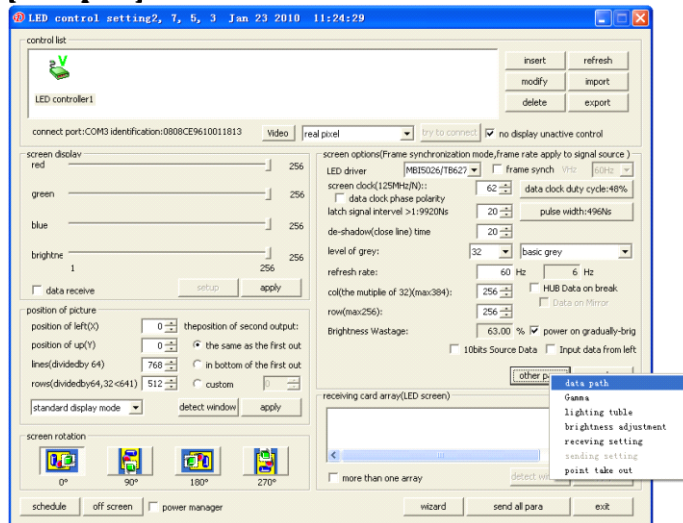 LED control setting2, 7, 5, 3 Jan 23 2010 11:24:29
control list
LED controller1
insert
refresh
modify
import
delete
export
connect port:COM3 identification:0808CE9610011813
Video
real pixel
try to connect
no display unactive control
screen display
red
256
green
256
blue
256
brightne
256
1
256
data receive
setup
apply
screen options(Frame synchronization mode,frame rate apply to signal source )
LED driver
MBI5026/TB627
frame synch
VHz
60Hz
screen clock(125MHz/N)::
62
data clock duty cycle:48%
data clock phase polarity
latch signal intervel >1:9920Ns
20
pulse width:496Ns
de-shadow(close line) time
20
level of grey:
32
basic grey
refresh rate:
60 Hz
6 Hz
col(the mutiplie of 32)(max384):
256
HUB Data on break
Data on Mirror
row(max256):
256
Brightness Wastage:
63.00 %
power on gradually-brig
10bits Source Data
Input data from left
other p
data path
Gamma
lighting tuble
brightness adjustment
receving setting
sending setting
point take out
position of picture
position of left(X)
0
theposition of second output:
position of up(Y)
0
the same as the first out
lines(dividedby 64)
768
in bottom of the first out
rows(dividedby64,32<641)
512
custom
0
standard display mode
detect window
apply
receiving card array(LED screen)
more than one array
detect wi
screen rotation
0°
90°
180°
270°
schedule
off screen
power manager
wizard
send all para
exit